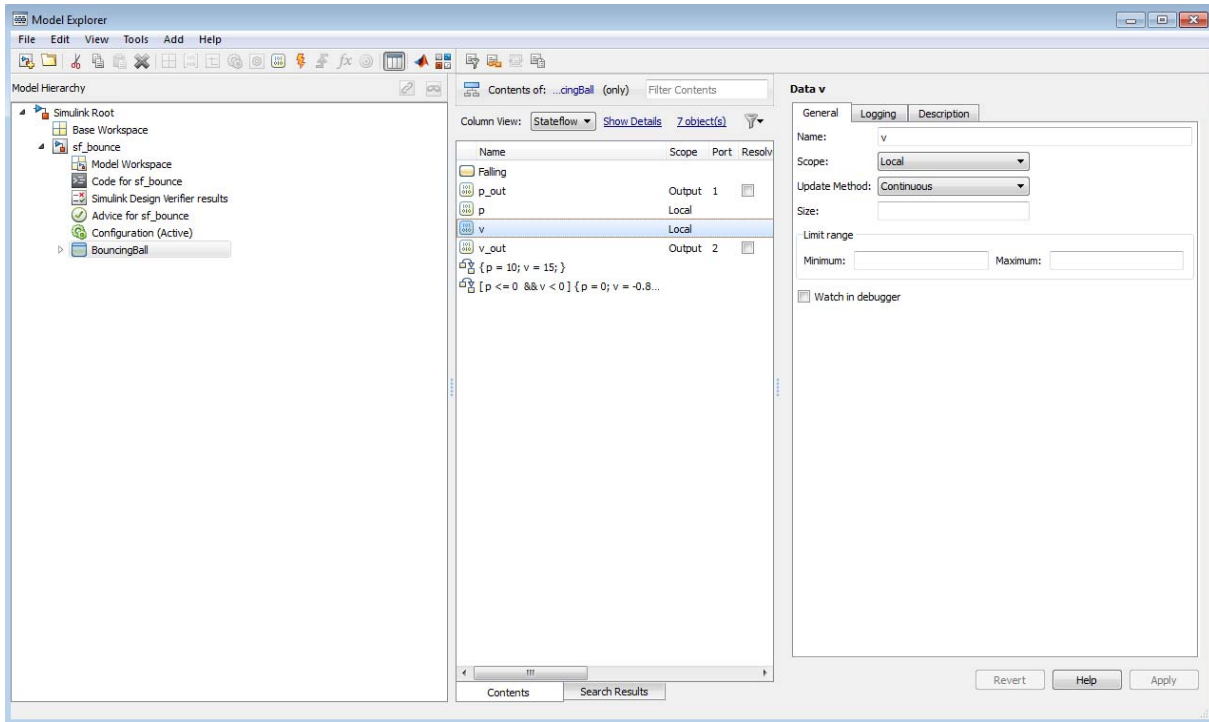 Model Explorer
File Edit View Tools Add Help
Model Hierarchy
Simulink Root
Base Workspace
sf_bounce
Model Workspace
Code for sf_bounce
Simulink Design Verifier results
Advice for sf_bounce
Configuration (Active)
BouncingBall
Contents of: ...cingBall (only) Filter Contents
Column View: Stateflow Show Details 7 object(s)
Name Scope Port Resolv
Falling
p_out Output 1
p Local
v Local
v_out Output 2
{p = 10; v = 15; }
[p <= 0 && v < 0] {p = 0; v = -0.8...
Contents Search Results
Data v
General Logging Description
Name: v
Scope: Local
Update Method: Continuous
Size:
Limit range
Minimum: Maximum:
Watch in debugger
Revert Help Apply